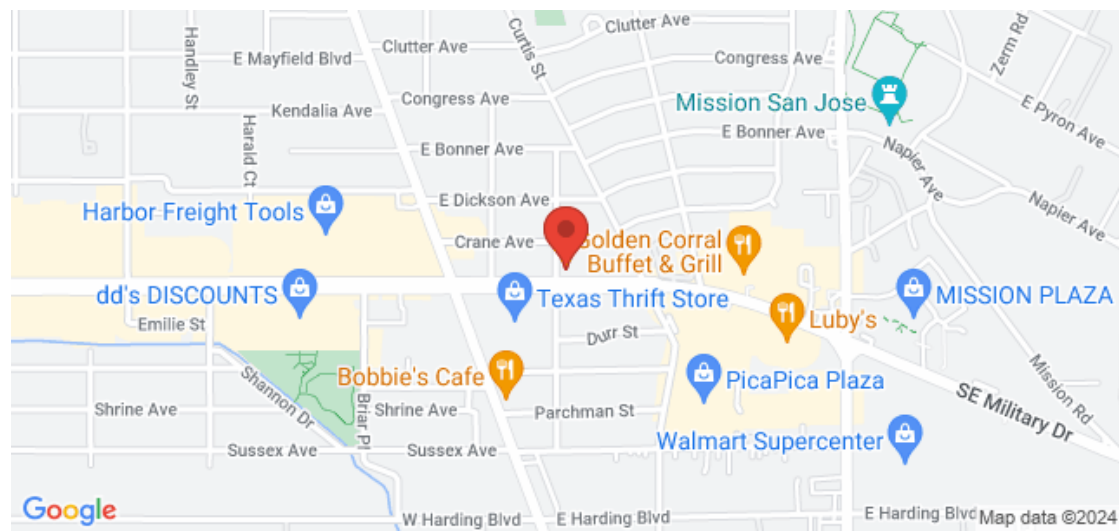 Clutter Ave
Handley St
Curtis St
Clutter Ave
Zerm Rd
E Mayfield Blvd
Congress Ave
Congress Ave
Kendalia Ave
Mission San Jose
E Pyron Ave
Harald Ct
E Bonner Ave
E Bonner Ave
Napier Ave
E Dickson Ave
Harbor Freight Tools
Napier Ave
Crane Ave
Golden Corral
Buffet & Grill
dd's DISCOUNTS
Texas Thrift Store
MISSION PLAZA
Emilie St
Durr St
Luby's
Bobbie's Cafe
PicaPica Plaza
Mission Rd
Shannon Dr
Briar Pl
SE Military Dr
Shrine Ave
Shrine Ave
Parchman St
Walmart Supercenter
Sussex Ave
Sussex Ave
Google
W Harding Blvd
E Harding Blvd
E Harding Blvd
Map data ©2024